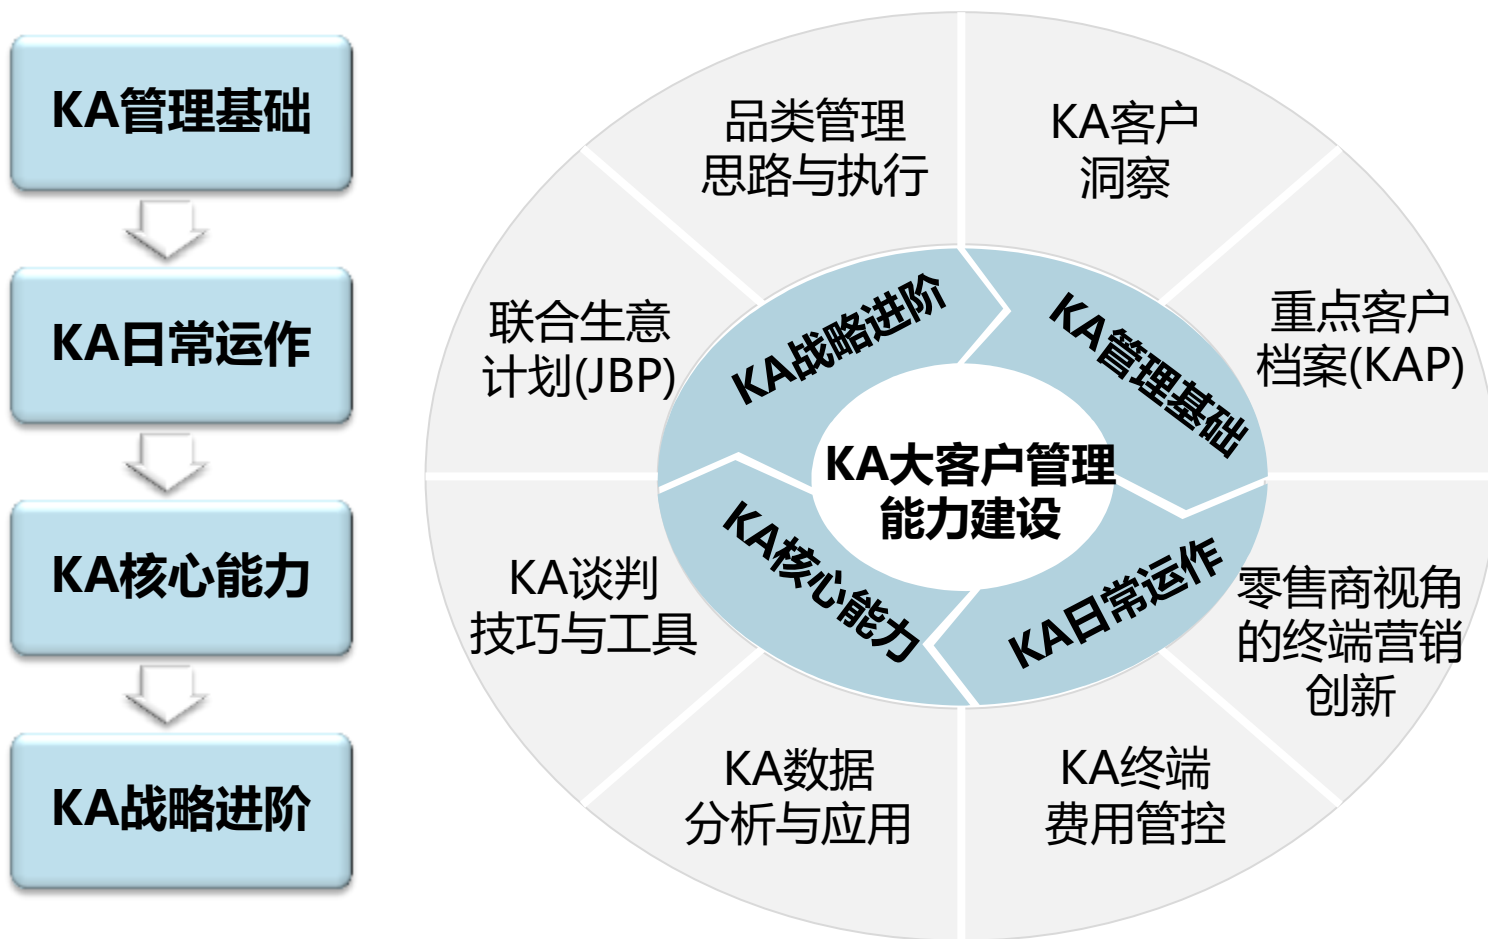 KA管理基础
KA日常运作
KA核心能力
KA战略进阶
品类管理
思路与执行
KA客户
洞察
联合生意
计划(JBP)
重点客户
档案(KAP)
KA战略进阶
KA管理基础
KA大客户管理
能力建设
KA核心能力
KA日常运作
KA谈判
技巧与工具
零售商视角
的终端营销
创新
KA数据
分析与应用
KA终端
费用管控